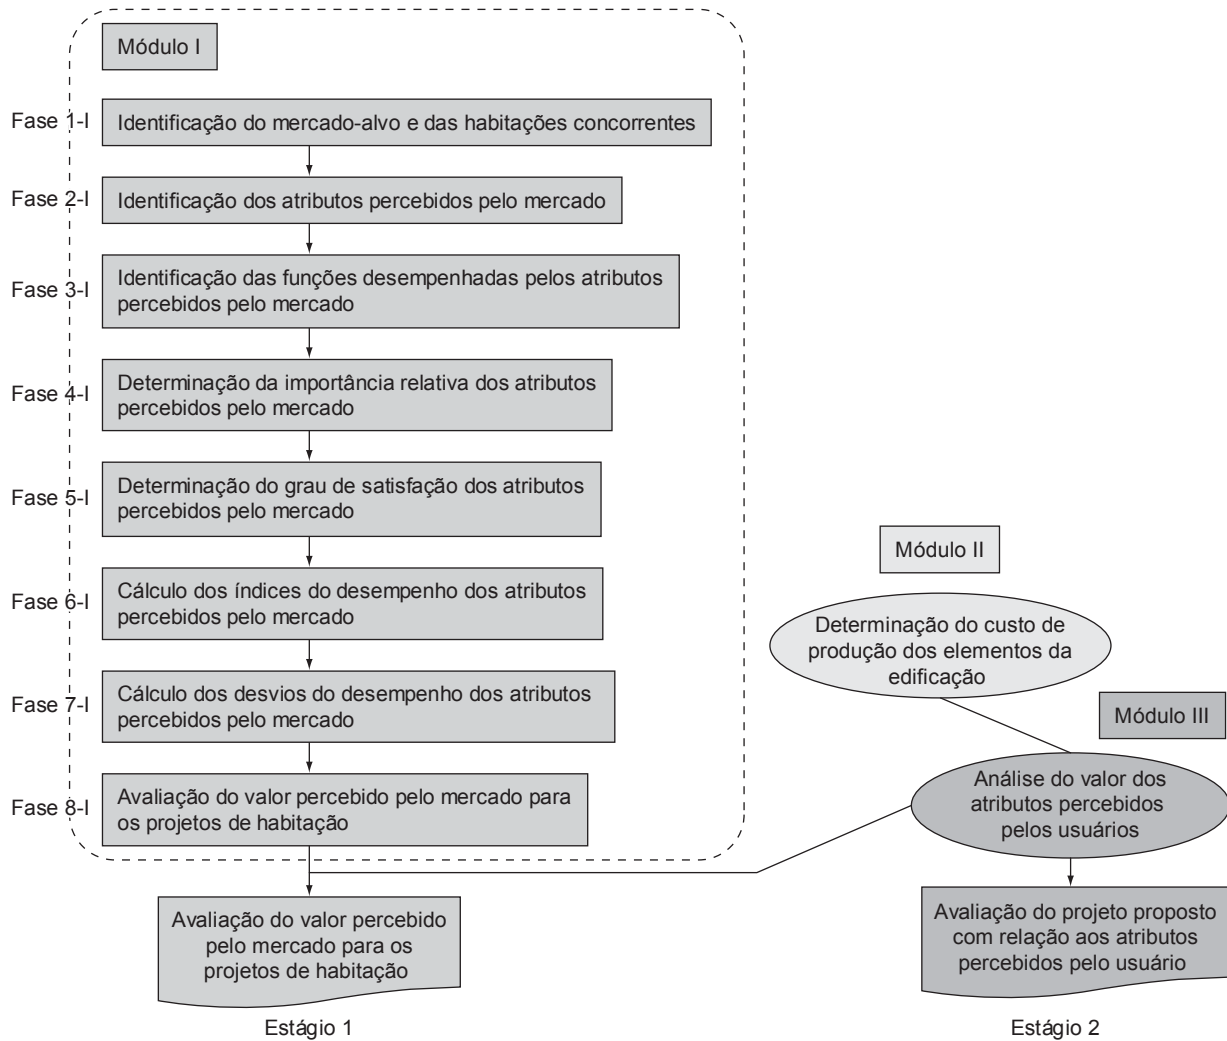 Módulo I
Fase 1-I
Identificação do mercado-alvo e das habitações concorrentes
Fase 2-I
Identificação dos atributos percebidos pelo mercado
Fase 3-I
Identificação das funções desempenhadas pelos atributos
percebidos pelo mercado
Fase 4-I
Determinação da importância relativa dos atributos
percebidos pelo mercado
Fase 5-I
Determinação do grau de satisfação dos atributos
percebidos pelo mercado
Fase 6-I
Cálculo dos índices do desempenho dos atributos
percebidos pelo mercado
Fase 7-I
Cálculo dos desvios do desempenho dos atributos
percebidos pelo mercado
Fase 8-I
Avaliação do valor percebido pelo mercado para
os projetos de habitação
Avaliação do valor percebido
pelo mercado para os
projetos de habitação
Estágio 1
Módulo II
Determinação do custo de
produção dos elementos da
edificação
Módulo III
Análise do valor dos
atributos percebidos
pelos usuários
Avaliação do projeto proposto
com relação aos atributos
percebidos pelo usuário
Estágio 2